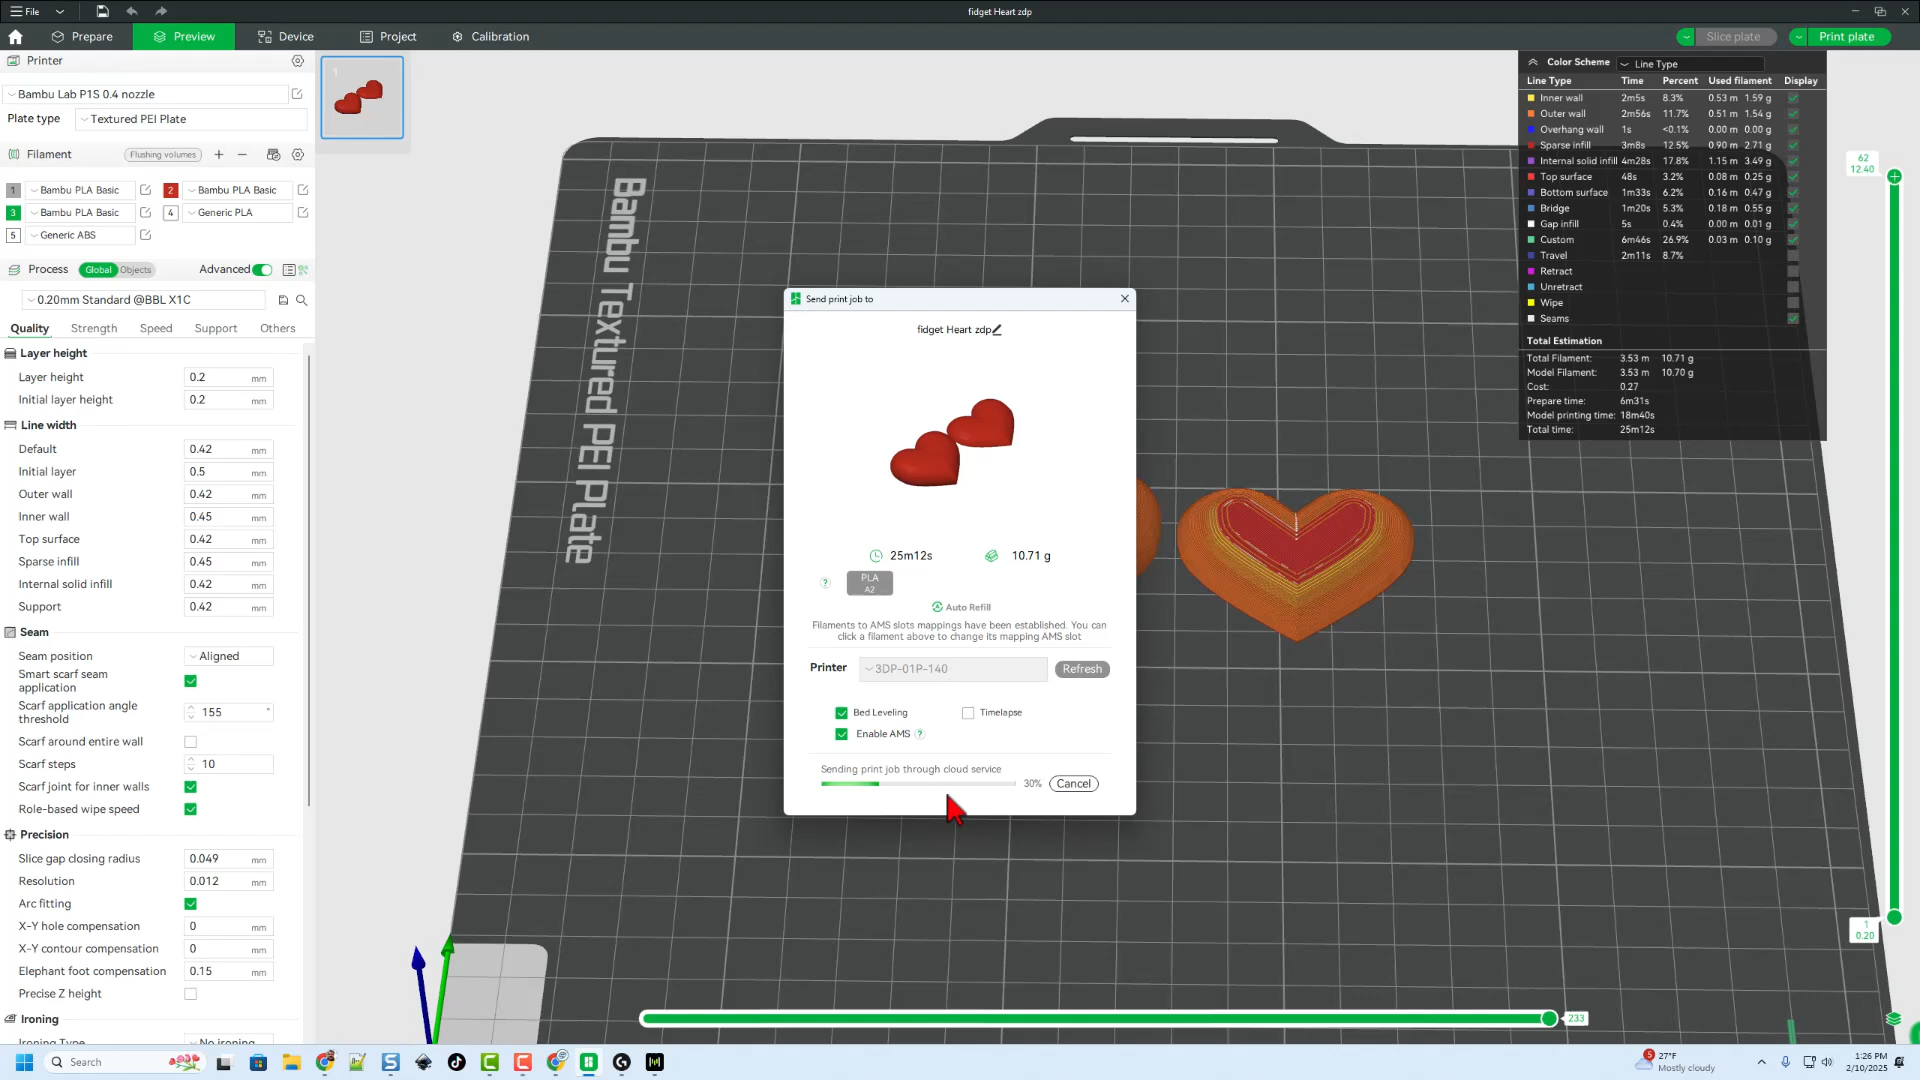 File
fidget Heart zdp
Prepare
Preview
Device
Project
Calibration
Slice plate
Print plate
Printer
Bambu Lab P1S 0.4 nozzle
Plate type
Textured PEI Plate
Filament
Flushing volumes
1 Bambu PLA Basic
2 Bambu PLA Basic
3 Bambu PLA Basic
4 Generic PLA
5 Generic ABS
Process
Global Objects
Advanced
0.20mm Standard @BBL X1C
Quality
Strength
Speed
Support
Others
Layer height
Layer height 0.2 mm
Initial layer height 0.2 mm
Line width
Default 0.42 mm
Initial layer 0.5 mm
Outer wall 0.42 mm
Inner wall 0.45 mm
Top surface 0.42 mm
Sparse infill 0.45 mm
Internal solid infill 0.42 mm
Support 0.42 mm
Seam
Seam position Aligned
Smart scarf seam
application
Scarf application angle
threshold
155 °
Scarf around entire wall
Scarf steps 10
Scarf joint for inner walls
Role-based wipe speed
Precision
Slice gap closing radius 0.049 mm
Resolution 0.012 mm
Arc fitting
X-Y hole compensation 0 mm
X-Y contour compensation 0 mm
Elephant foot compensation 0.15 mm
Precise Z height
Ironing
Ironing Type No ironing
1
Bambu Textured PEI Plate
Send print job to
fidget Heart zdp
25m12s
10.71 g
?
PLA
A2
Auto Refill
Filaments to AMS slots mappings have been established. You can
click a filament above to change its mapping AMS slot
Printer 3DP-01P-140 Refresh
Bed Leveling
Timelapse
Enable AMS ?
Sending print job through cloud service
30% Cancel
Color Scheme Line Type
Line Type Time Percent Used filament Display
Inner wall 2m5s 8.3% 0.53 m 1.59 g
Outer wall 2m56s 11.7% 0.51 m 1.54 g
Overhang wall 1s <0.1% 0.00 m 0.00 g
Sparse infill 3m8s 12.5% 0.90 m 2.71 g
Internal solid infill 4m28s 17.8% 1.15 m 3.49 g
Top surface 48s 3.2% 0.08 m 0.25 g
Bottom surface 1m33s 6.2% 0.16 m 0.47 g
Bridge 1m20s 5.3% 0.18 m 0.55 g
Gap infill 5s 0.4% 0.00 m 0.01 g
Custom 6m46s 26.9% 0.03 m 0.10 g
Travel 2m11s 8.7%
Retract
Unretract
Wipe
Seams
Total Estimation
Total Filament: 3.53 m 10.71 g
Model Filament: 3.53 m 10.70 g
Cost: 0.27
Prepare time: 6m31s
Model printing time: 18m40s
Total time: 25m12s
62
12.40
1
0.20
233
Search
5
27°F
Mostly cloudy
1:26 PM
2/10/2025